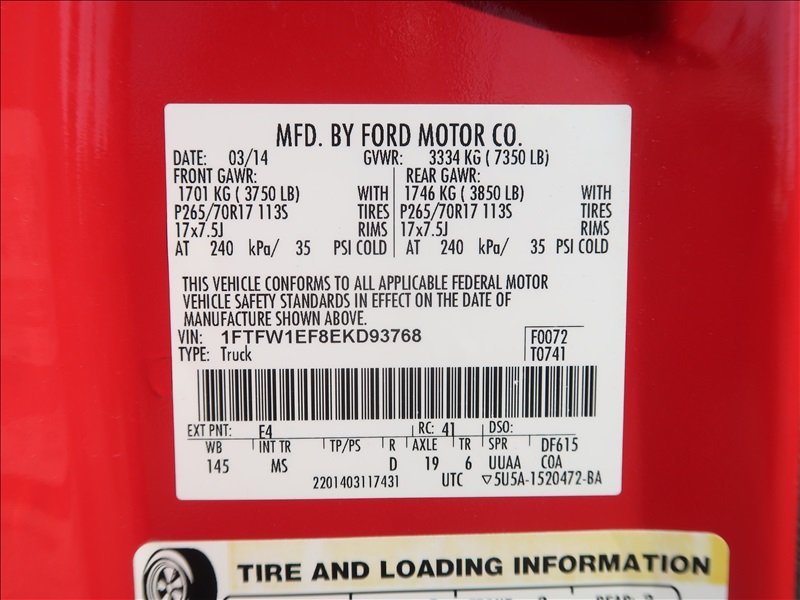 MFD. BY FORD MOTOR CO.
DATE: 03/14 GVWR: 3334 KG ( 7350 LB)
FRONT GAWR: REAR GAWR:
1701 KG ( 3750 LB) WITH 1746 KG ( 3850 LB) WITH
P265/70R17 113S TIRES P265/70R17 113S TIRES
17x7.5J RIMS 17x7.5J RIMS
AT 240 kPa/ 35 PSI COLD AT 240 kPa/ 35 PSI COLD
THIS VEHICLE CONFORMS TO ALL APPLICABLE FEDERAL MOTOR
VEHICLE SAFETY STANDARDS IN EFFECT ON THE DATE OF
MANUFACTURE SHOWN ABOVE.
VIN: 1FTFW1EF8EKD93768 F0072
TYPE: Truck T0741
EXT PNT: E4 RC: 41 DSO:
WB INT TR TP/PS R AXLE TR SPR DF615
145 MS D 19 6 UUAA COA
2201403117431 UTC ▽5U5A-1520472-BA
TIRE AND LOADING INFORMATION